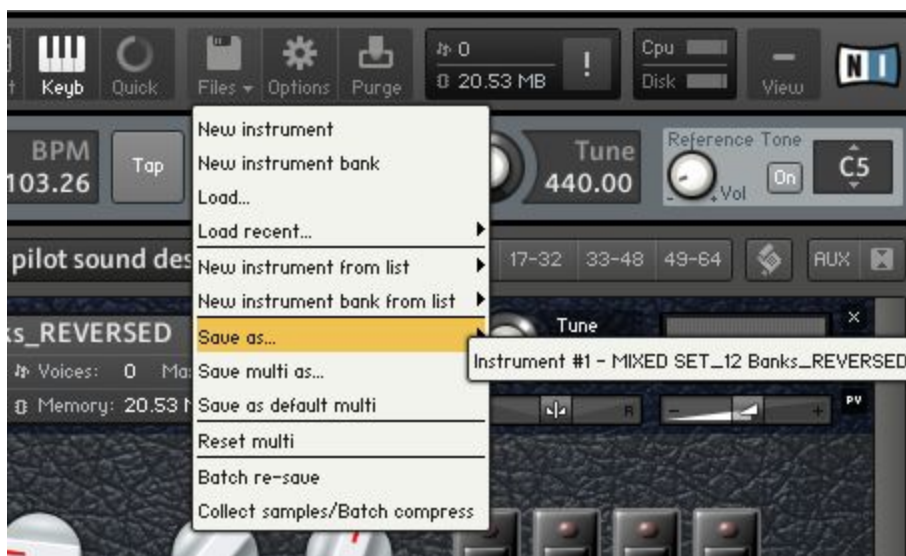 Keyb
Quick
Files
Options
Purge
0
20.53 MB
!
Cpu
Disk
View
NI
BPM
103.26
Tap
Tune
440.00
Reference Tone
- + Vol
On
C5
New instrument
New instrument bank
Load...
Load recent...
New instrument from list
New instrument bank from list
Save as...
Save multi as...
Save as default multi
Reset multi
Batch re-save
Collect samples/Batch compress
Instrument #1 - MIXED SET_12 Banks_REVERSED
pilot sound des
17-32 33-48 49-64
AUX
ks_REVERSED
Tune
×
Voices: 0 Ma
Memory: 20.53 M
R
- +
PV